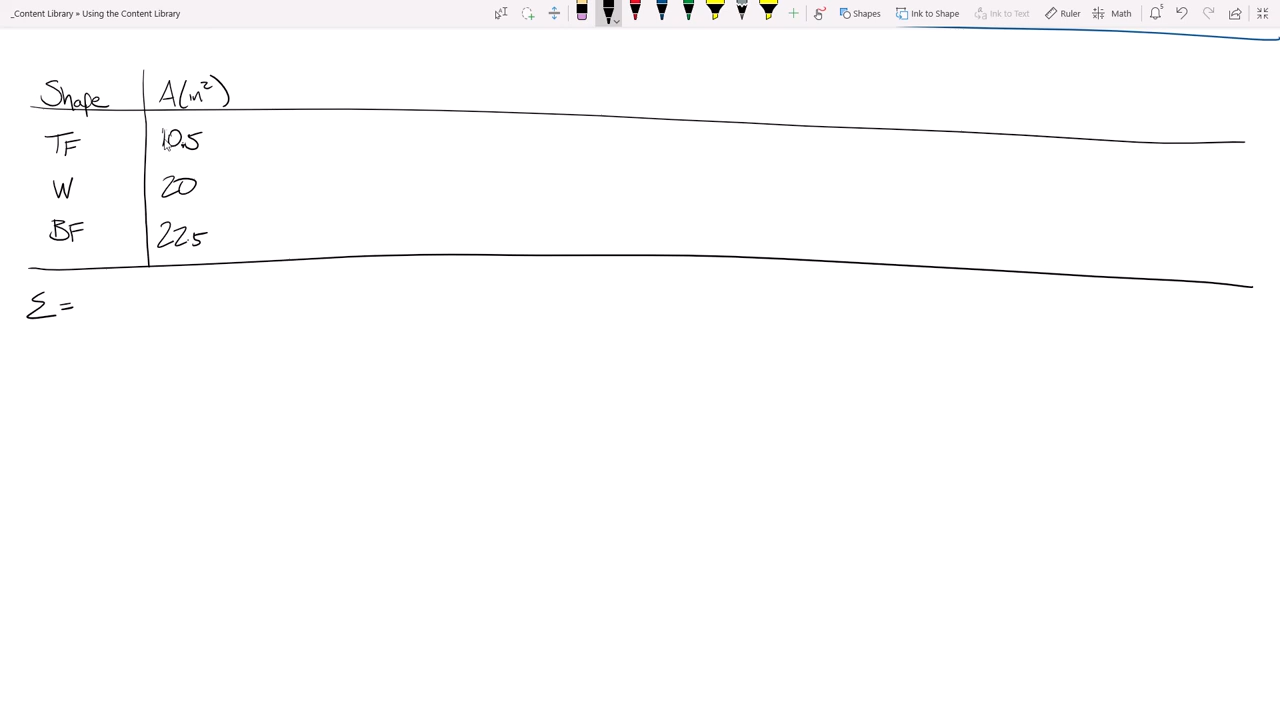 _Content Library » Using the Content Library
Shapes Ink to Shape Ink to Text Ruler Math
Shape A(in²)
TF 10.5
W 20
BF 22.5
Σ =